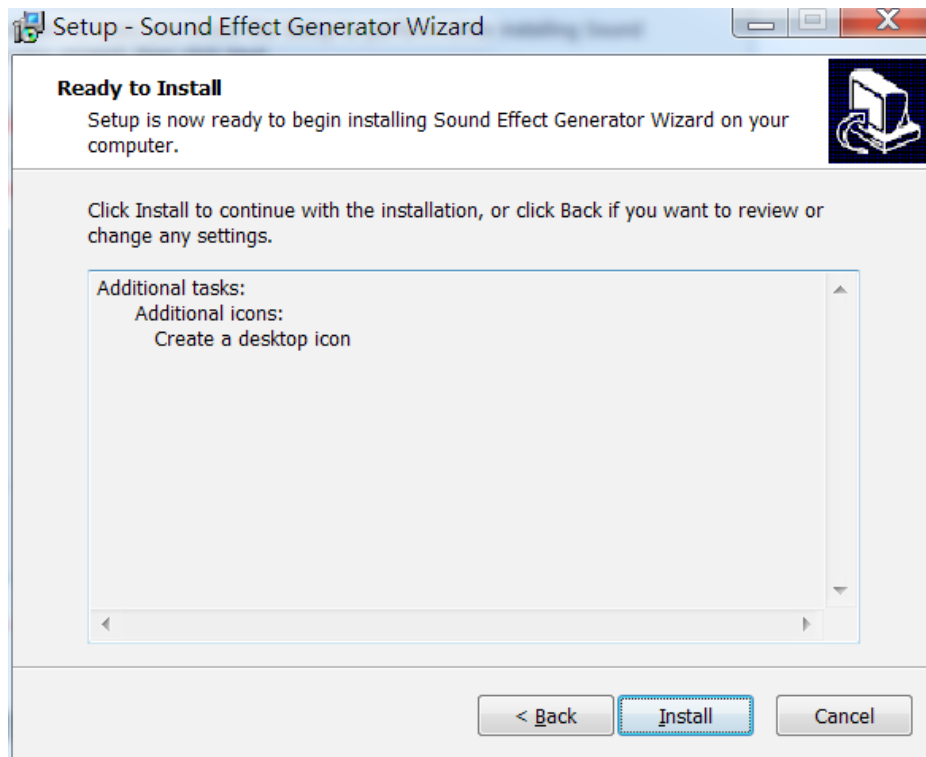 Setup - Sound Effect Generator Wizard
Ready to Install
Setup is now ready to begin installing Sound Effect Generator Wizard on your
computer.
Click Install to continue with the installation, or click Back if you want to review or
change any settings.
Additional tasks:
Additional icons:
Create a desktop icon
< Back
Install
Cancel